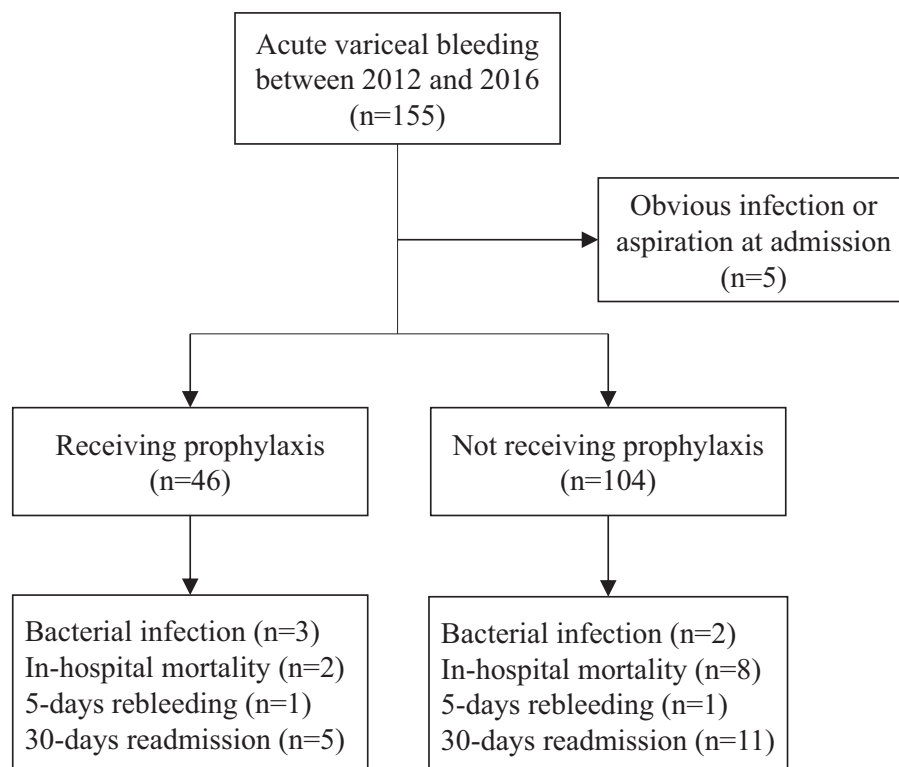 Acute variceal bleeding
between 2012 and 2016
(n=155)
Obvious infection or
aspiration at admission
(n=5)
Receiving prophylaxis
(n=46)
Not receiving prophylaxis
(n=104)
Bacterial infection (n=3)
In-hospital mortality (n=2)
5-days rebleeding (n=1)
30-days readmission (n=5)
Bacterial infection (n=2)
In-hospital mortality (n=8)
5-days rebleeding (n=1)
30-days readmission (n=11)